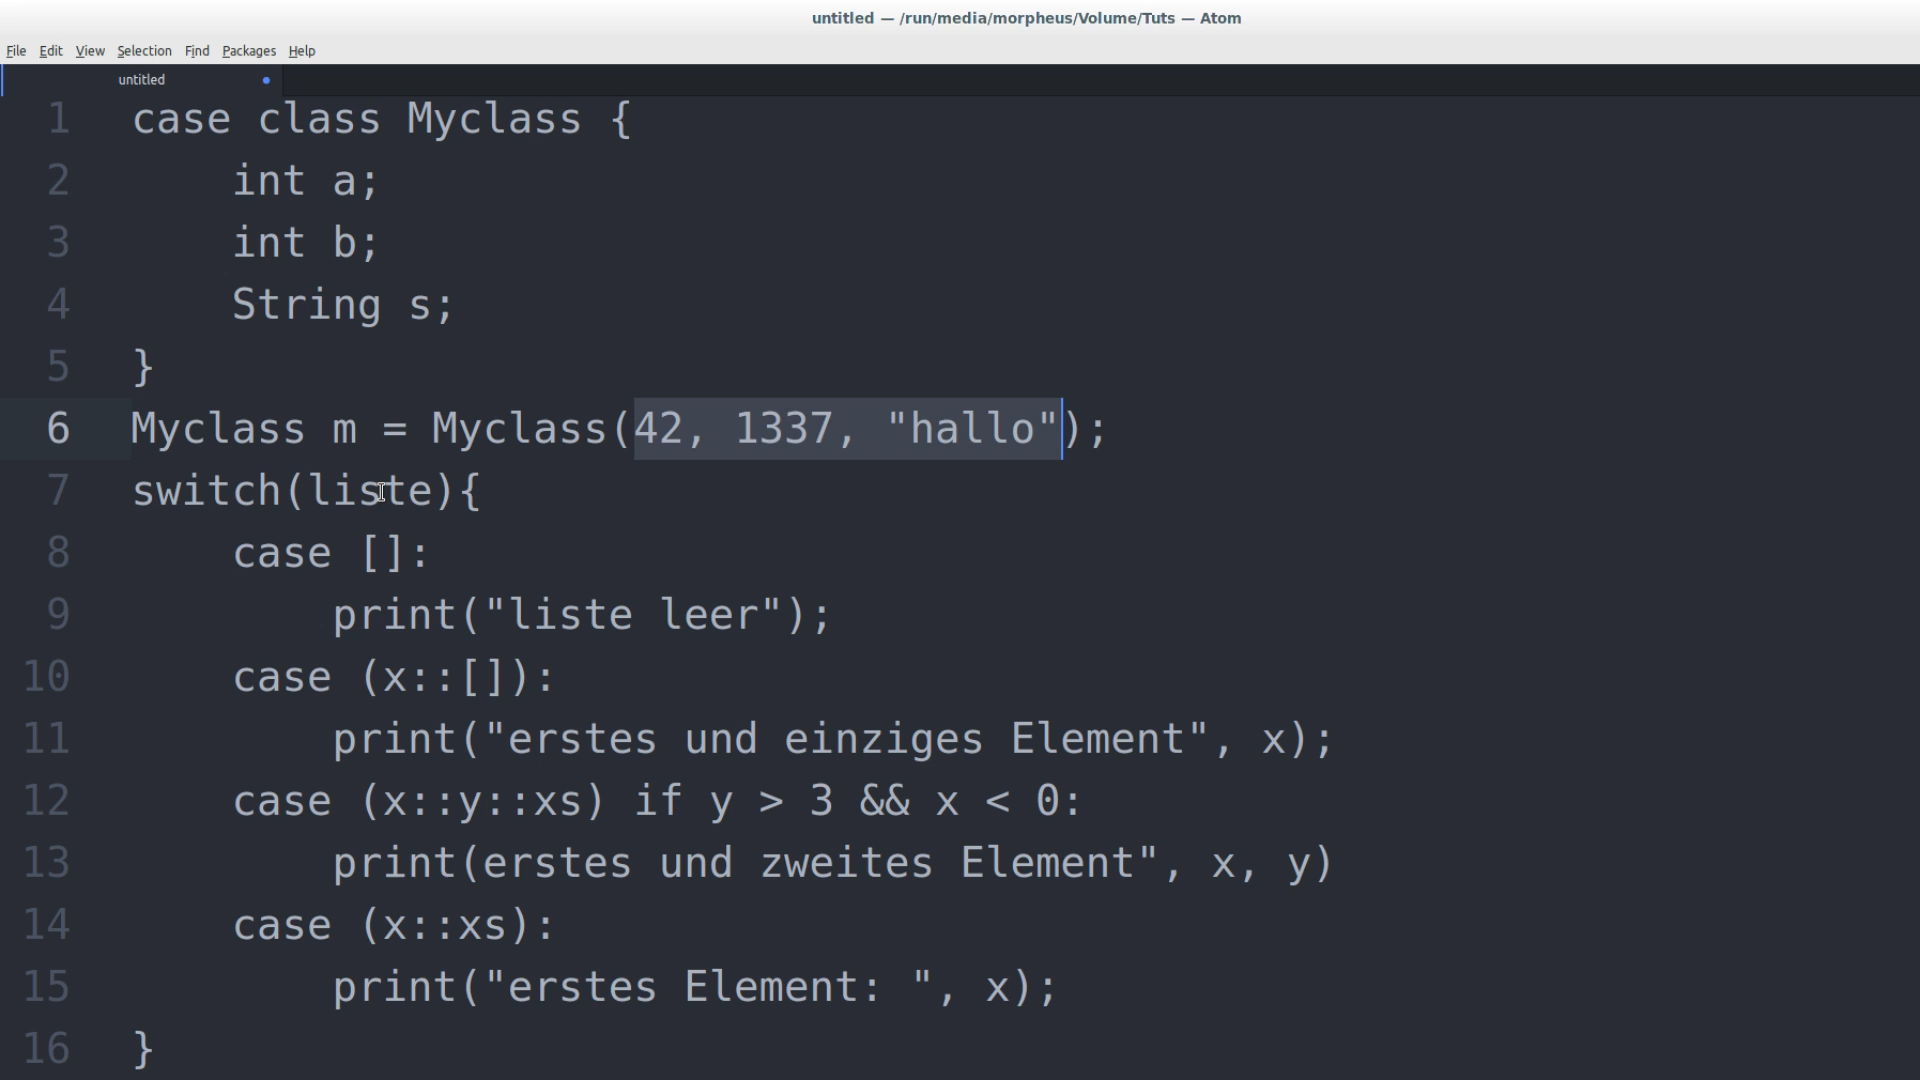 untitled — /run/media/morpheus/Volume/Tuts — Atom
File Edit View Selection Find Packages Help
untitled
1 case class Myclass {
2 int a;
3 int b;
4 String s;
5 }
6 Myclass m = Myclass(42, 1337, "hallo");
7 switch(liste){
8 case []:
9 print("liste leer");
10 case (x::[]):
11 print("erstes und einziges Element", x);
12 case (x::y::xs) if y > 3 && x < 0:
13 print(erstes und zweites Element", x, y)
14 case (x::xs):
15 print("erstes Element: ", x);
16 }